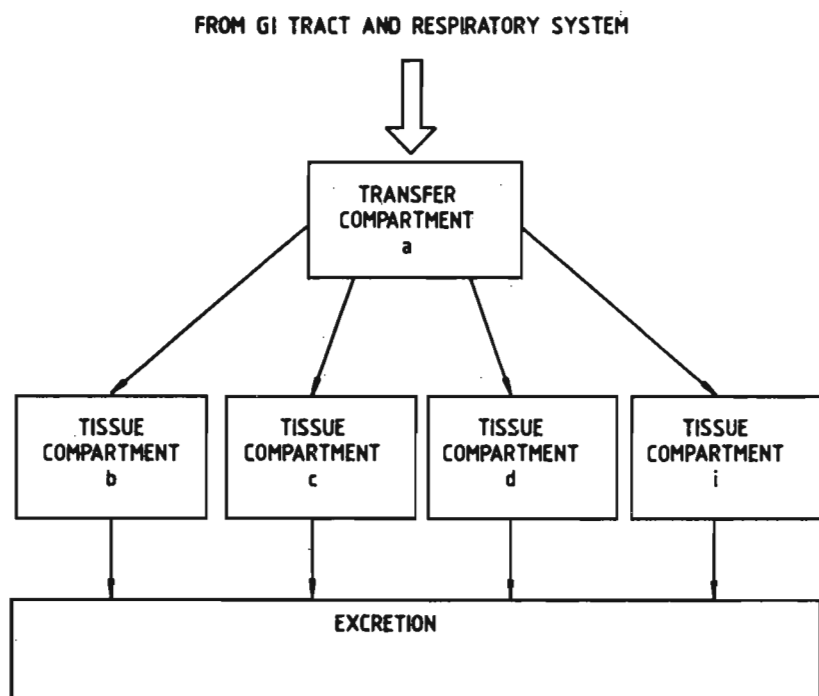 FROM GI TRACT AND RESPIRATORY SYSTEM
TRANSFER
COMPARTMENT
a
TISSUE
COMPARTMENT
b
TISSUE
COMPARTMENT
c
TISSUE
COMPARTMENT
d
TISSUE
COMPARTMENT
i
EXCRETION